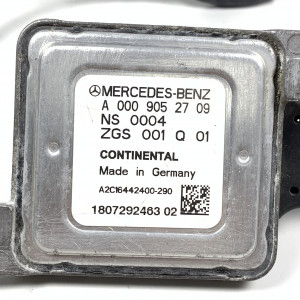 MERCEDES-BENZ
A 000 905 27 09
NS 0004
ZGS 001 Q 01
CONTINENTAL
Made in Germany
A2C16442400-290
1807292463 02